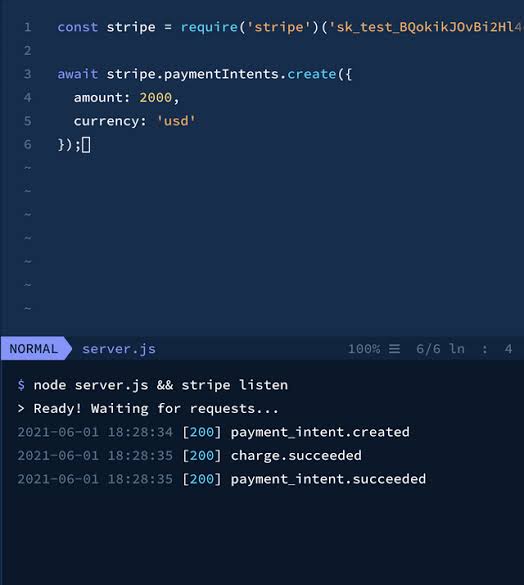 1 const stripe = require('stripe')('sk_test_BQokikJOvBi2Hl4
2
3 await stripe.paymentIntents.create({
4 amount: 2000,
5 currency: 'usd'
6 });
~
~
~
~
~
~
~
NORMAL server.js 100% ☰ 6/6 ln : 4
$ node server.js && stripe listen
> Ready! Waiting for requests...
2021-06-01 18:28:34 [200] payment_intent.created
2021-06-01 18:28:35 [200] charge.succeeded
2021-06-01 18:28:35 [200] payment_intent.succeeded